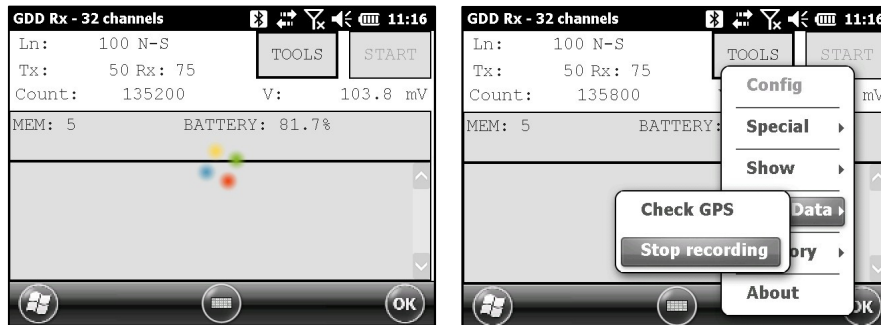 GDD Rx - 32 channels 11:16
Ln: 100 N-S
Tx: 50 Rx: 75
TOOLS START
Count: 135200 V: 103.8 mV
MEM: 5 BATTERY: 81.7%
OK
GDD Rx - 32 channels 11:16
Ln: 100 N-S
Tx: 50 Rx: 75
TOOLS START
Count: 135800 mV
MEM: 5 BATTERY:
Config
Special
Show
Data
ory
About
Check GPS
Stop recording